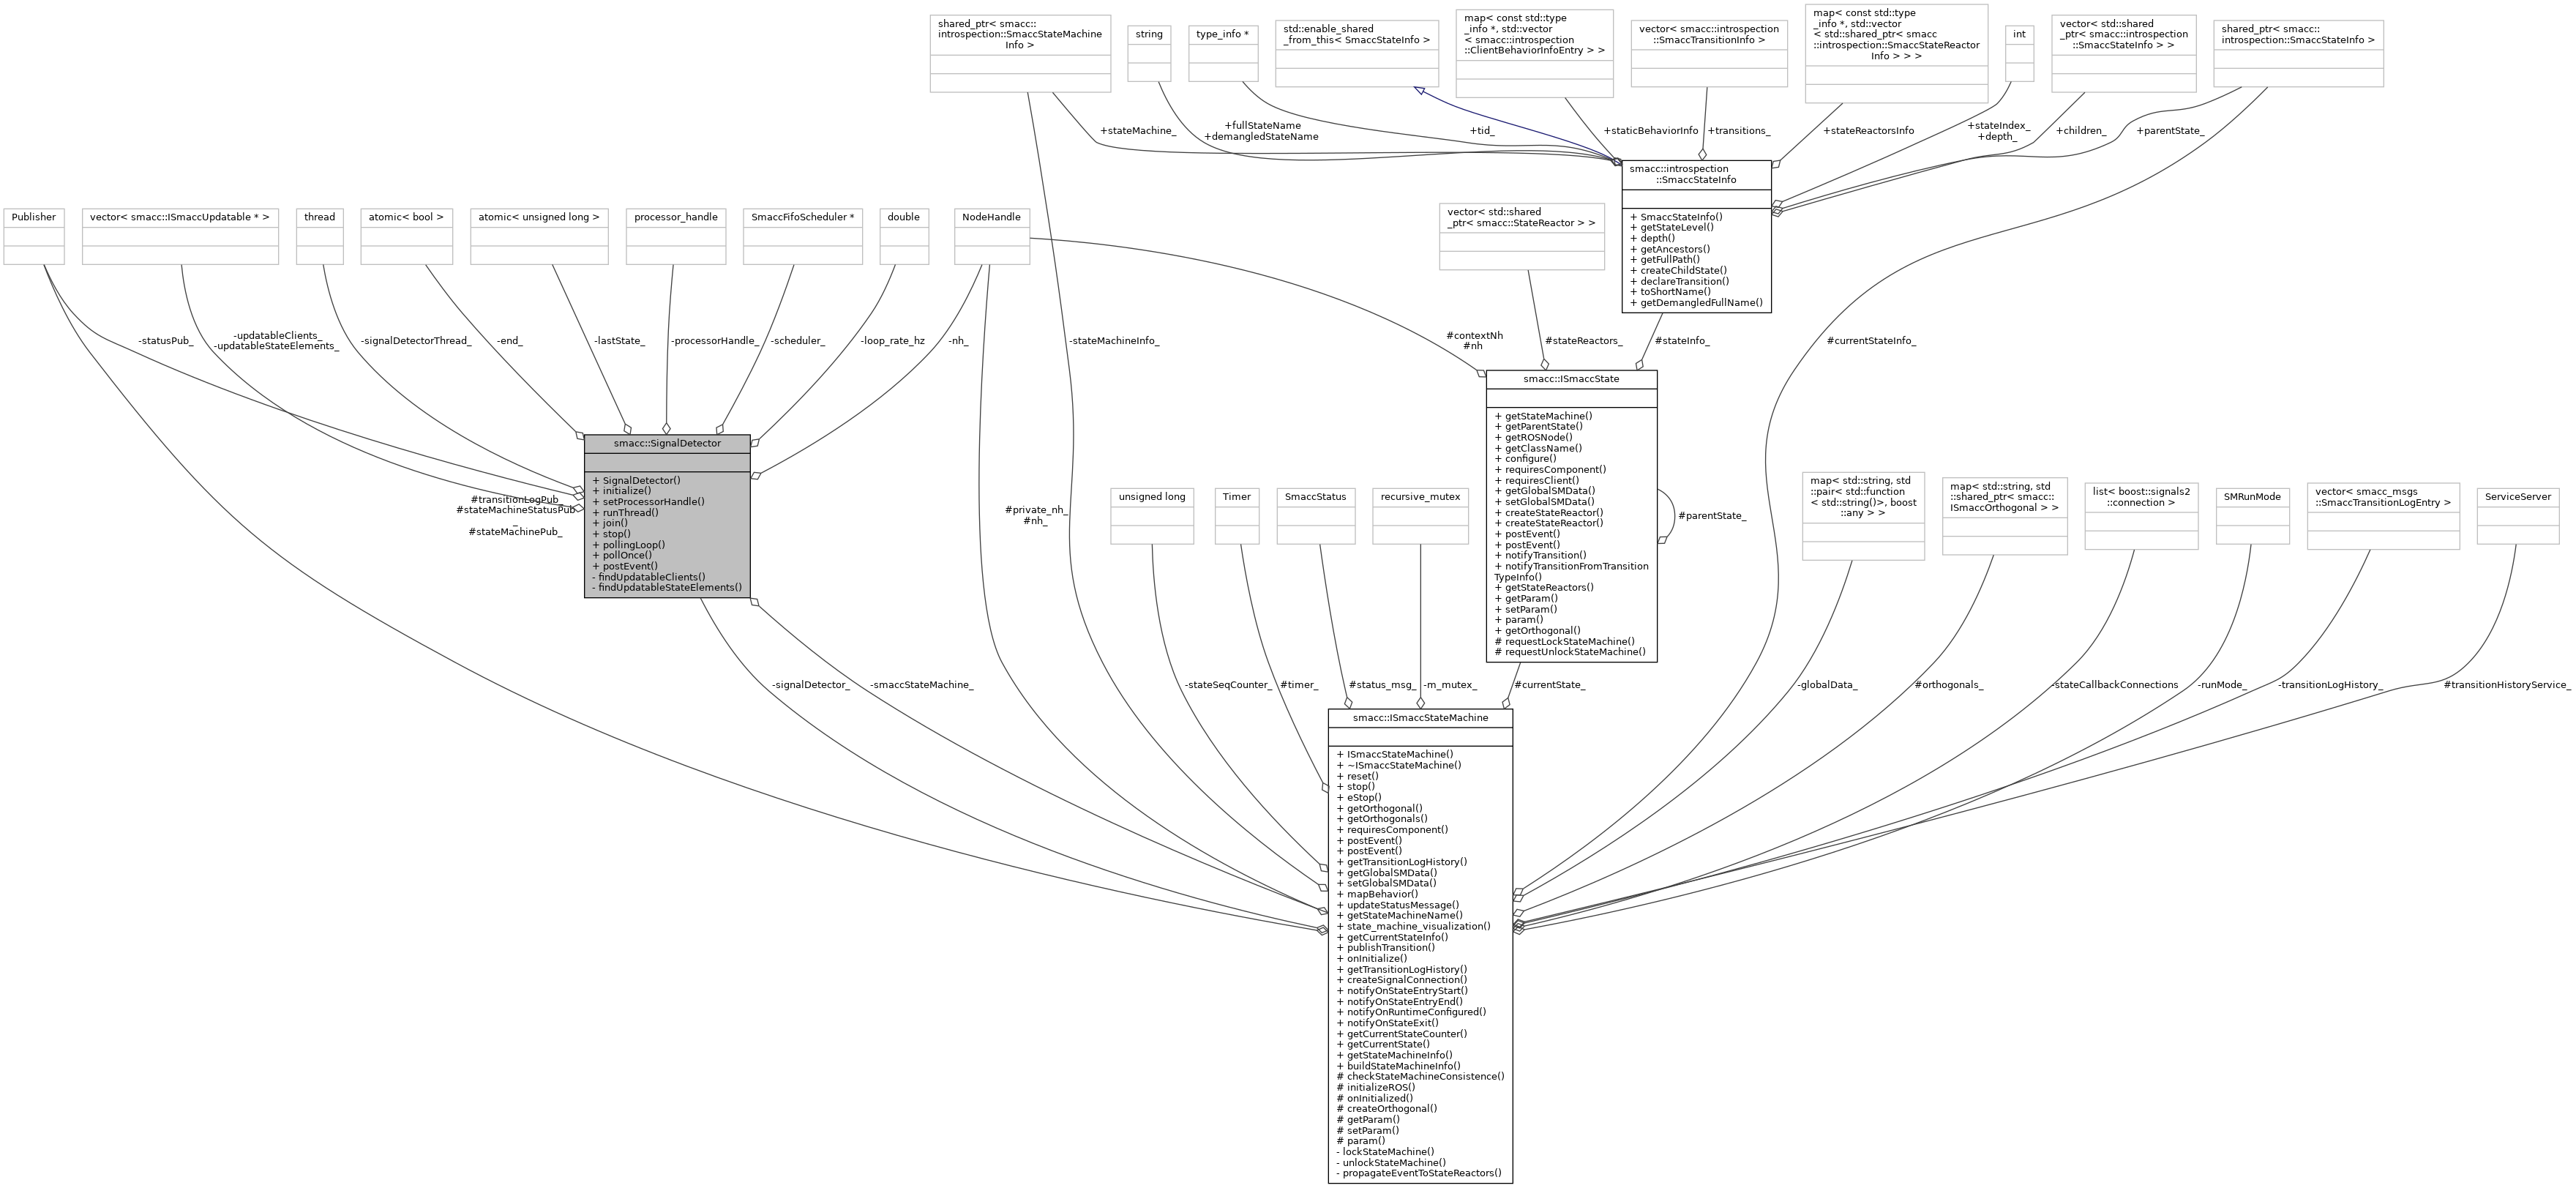 shared_ptr< smacc::
introspection::SmaccStateMachine
Info >
string
type_info *
std::enable_shared
_from_this< SmaccStateInfo >
map< const std::type
_info *, std::vector
< smacc::introspection
::ClientBehaviorInfoEntry > >
vector< smacc::introspection
::SmaccTransitionInfo >
map< const std::type
_info *, std::vector
< std::shared_ptr< smacc
::introspection::SmaccStateReactor
Info > > >
int
vector< std::shared
_ptr< smacc::introspection
::SmaccStateInfo > >
shared_ptr< smacc::
introspection::SmaccStateInfo >
+stateMachine_
+fullStateName
+demangledStateName
+tid_
+staticBehaviorInfo
+transitions_
+stateReactorsInfo
+stateIndex_
+depth_
+children_
+parentState_
smacc::introspection
::SmaccStateInfo
+ SmaccStateInfo()
+ getStateLevel()
+ depth()
+ getAncestors()
+ getFullPath()
+ createChildState()
+ declareTransition()
+ toShortName()
+ getDemangledFullName()
Publisher
vector< smacc::ISmaccUpdatable * >
thread
atomic< bool >
atomic< unsigned long >
processor_handle
SmaccFifoScheduler *
double
NodeHandle
vector< std::shared
_ptr< smacc::StateReactor > >
-statusPub_
-updatableClients_
-updatableStateElements_
-signalDetectorThread_
-end_
-lastState_
-processorHandle_
-scheduler_
-loop_rate_hz
-nh_
-stateMachineInfo_
#contextNh
#nh
#stateReactors_
#stateInfo_
#currentStateInfo_
smacc::ISmaccState
+ getStateMachine()
+ getParentState()
+ getROSNode()
+ getClassName()
+ configure()
+ requiresComponent()
+ requiresClient()
+ getGlobalSMData()
+ setGlobalSMData()
+ createStateReactor()
+ createStateReactor()
+ postEvent()
+ postEvent()
+ notifyTransition()
+ notifyTransitionFromTransition
TypeInfo()
+ getStateReactors()
+ getParam()
+ setParam()
+ param()
+ getOrthogonal()
# requestLockStateMachine()
# requestUnlockStateMachine()
#parentState_
smacc::SignalDetector
+ SignalDetector()
+ initialize()
+ setProcessorHandle()
+ runThread()
+ join()
+ stop()
+ pollingLoop()
+ pollOnce()
+ postEvent()
- findUpdatableClients()
- findUpdatableStateElements()
#transitionLogPub_
#stateMachineStatusPub
_
#stateMachinePub_
#private_nh_
#nh_
unsigned long
Timer
SmaccStatus
recursive_mutex
map< std::string, std
::pair< std::function
< std::string()>, boost
::any > >
map< std::string, std
::shared_ptr< smacc::
ISmaccOrthogonal > >
list< boost::signals2
::connection >
SMRunMode
vector< smacc_msgs
::SmaccTransitionLogEntry >
ServiceServer
-signalDetector_
-smaccStateMachine_
-stateSeqCounter_
#timer_
#status_msg_
-m_mutex_
#currentState_
-globalData_
#orthogonals_
-stateCallbackConnections
-runMode_
-transitionLogHistory_
#transitionHistoryService_
smacc::ISmaccStateMachine
+ ISmaccStateMachine()
+ ~ISmaccStateMachine()
+ reset()
+ stop()
+ eStop()
+ getOrthogonal()
+ getOrthogonals()
+ requiresComponent()
+ postEvent()
+ postEvent()
+ getTransitionLogHistory()
+ getGlobalSMData()
+ setGlobalSMData()
+ mapBehavior()
+ updateStatusMessage()
+ getStateMachineName()
+ state_machine_visualization()
+ getCurrentStateInfo()
+ publishTransition()
+ onInitialize()
+ getTransitionLogHistory()
+ createSignalConnection()
+ notifyOnStateEntryStart()
+ notifyOnStateEntryEnd()
+ notifyOnRuntimeConfigured()
+ notifyOnStateExit()
+ getCurrentStateCounter()
+ getCurrentState()
+ getStateMachineInfo()
+ buildStateMachineInfo()
# checkStateMachineConsistence()
# initializeROS()
# onInitialized()
# createOrthogonal()
# getParam()
# setParam()
# param()
- lockStateMachine()
- unlockStateMachine()
- propagateEventToStateReactors()